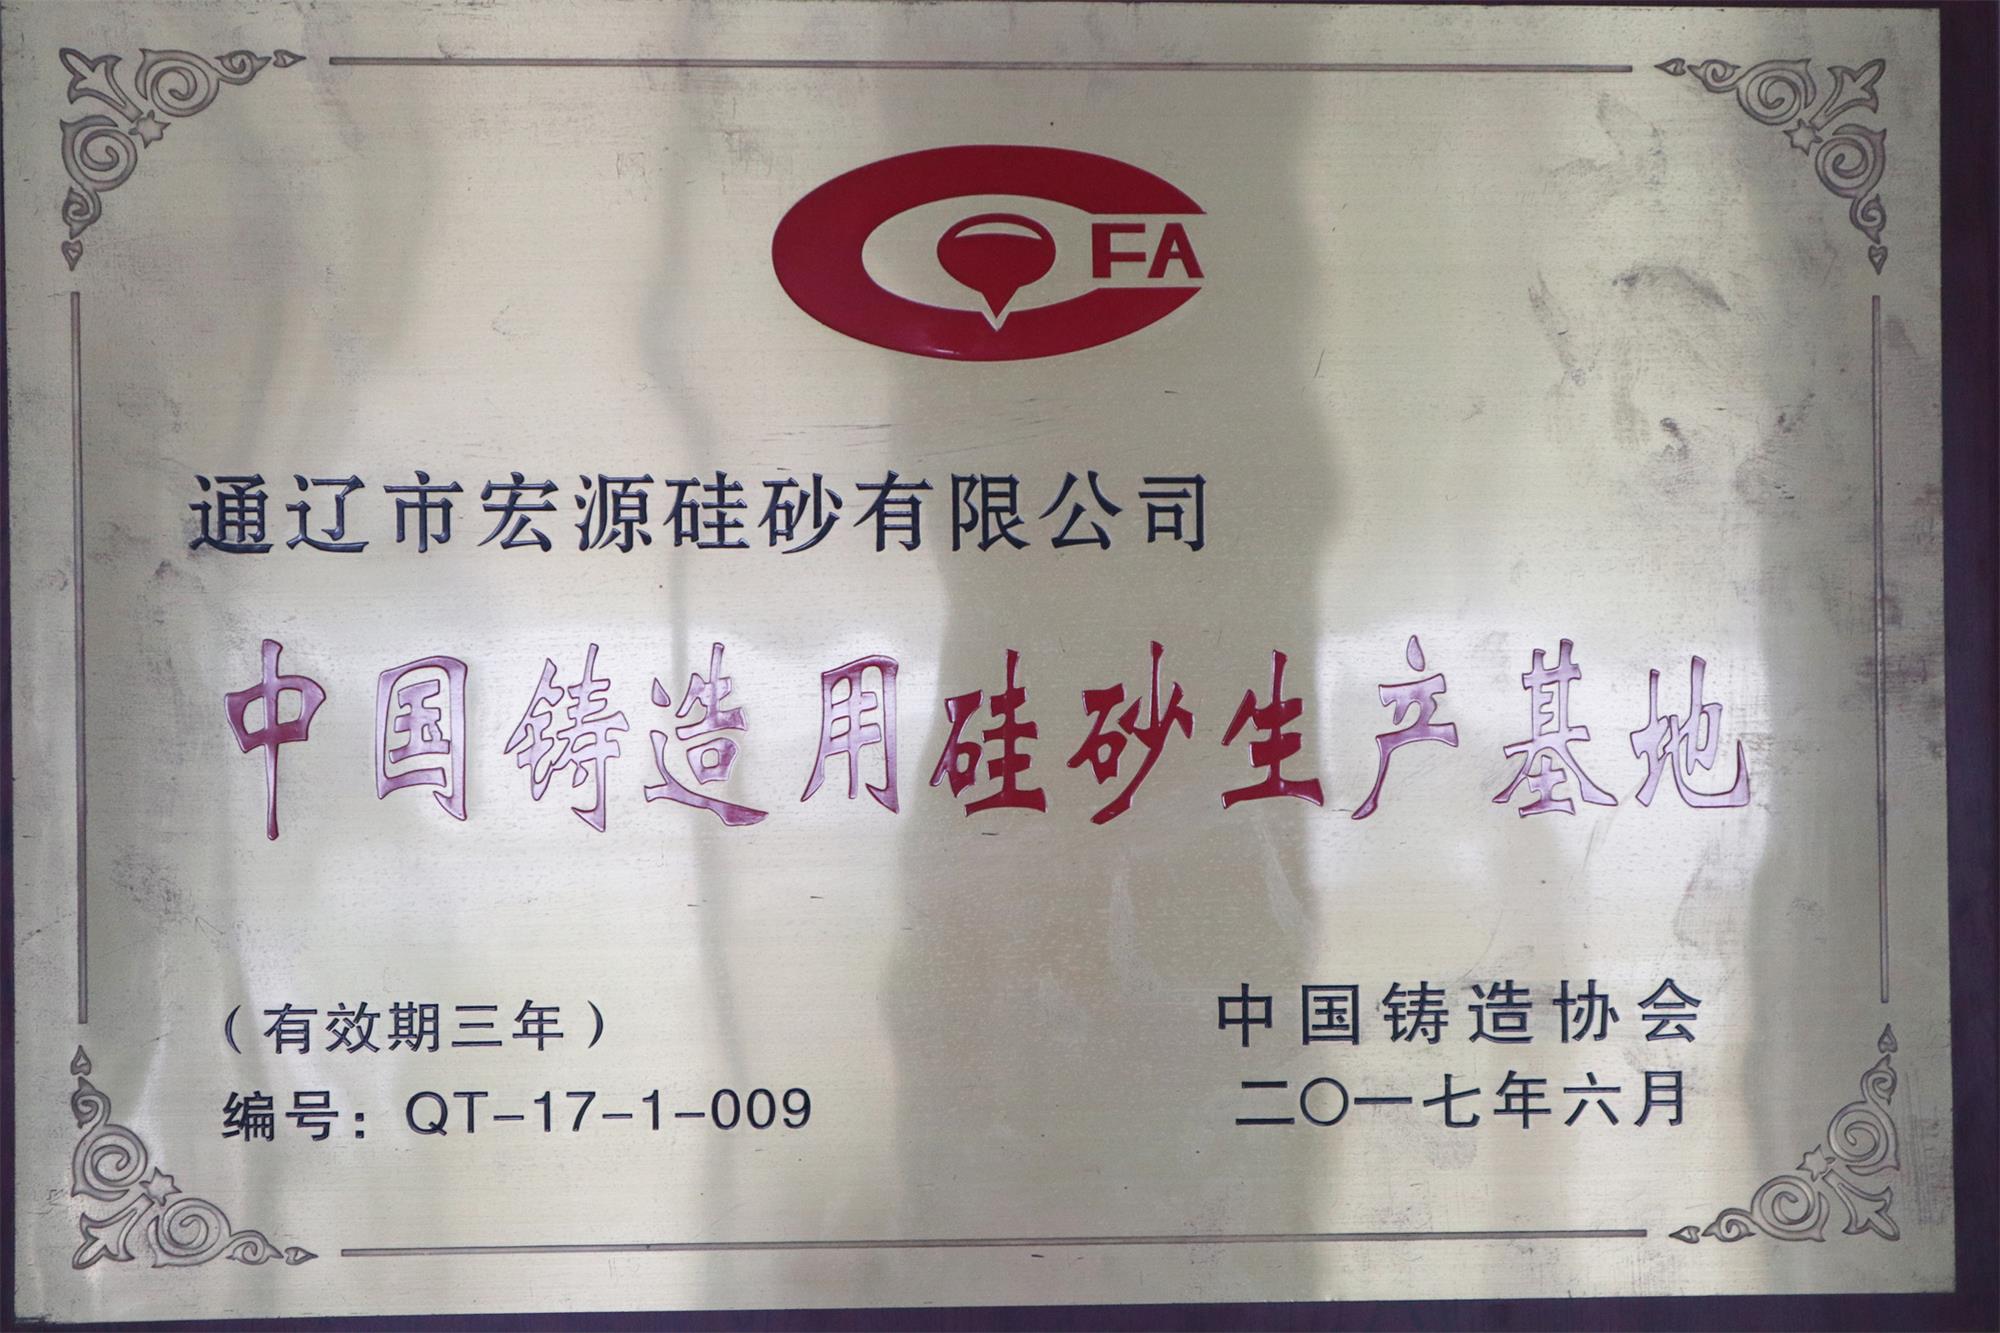 CFA
通辽市宏源硅砂有限公司
中国铸造用硅砂生产基地
（有效期三年）
编号：QT-17-1-009
中国铸造协会
二〇一七年六月